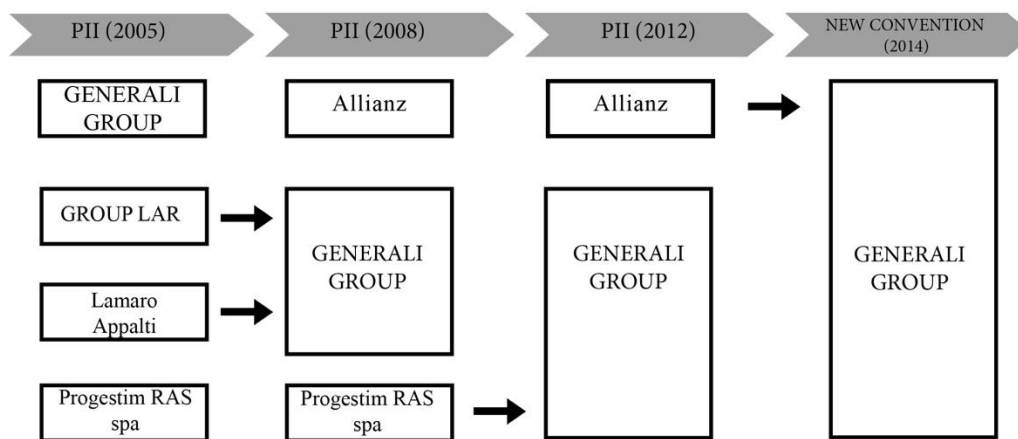 PII (2005)
PII (2008)
PII (2012)
NEW CONVENTION
(2014)
GENERALI
GROUP
Allianz
Allianz
GROUP LAR
GENERALI
GROUP
GENERALI
GROUP
GENERALI
GROUP
Lamaro
Appalti
Progestim RAS
spa
Progestim RAS
spa